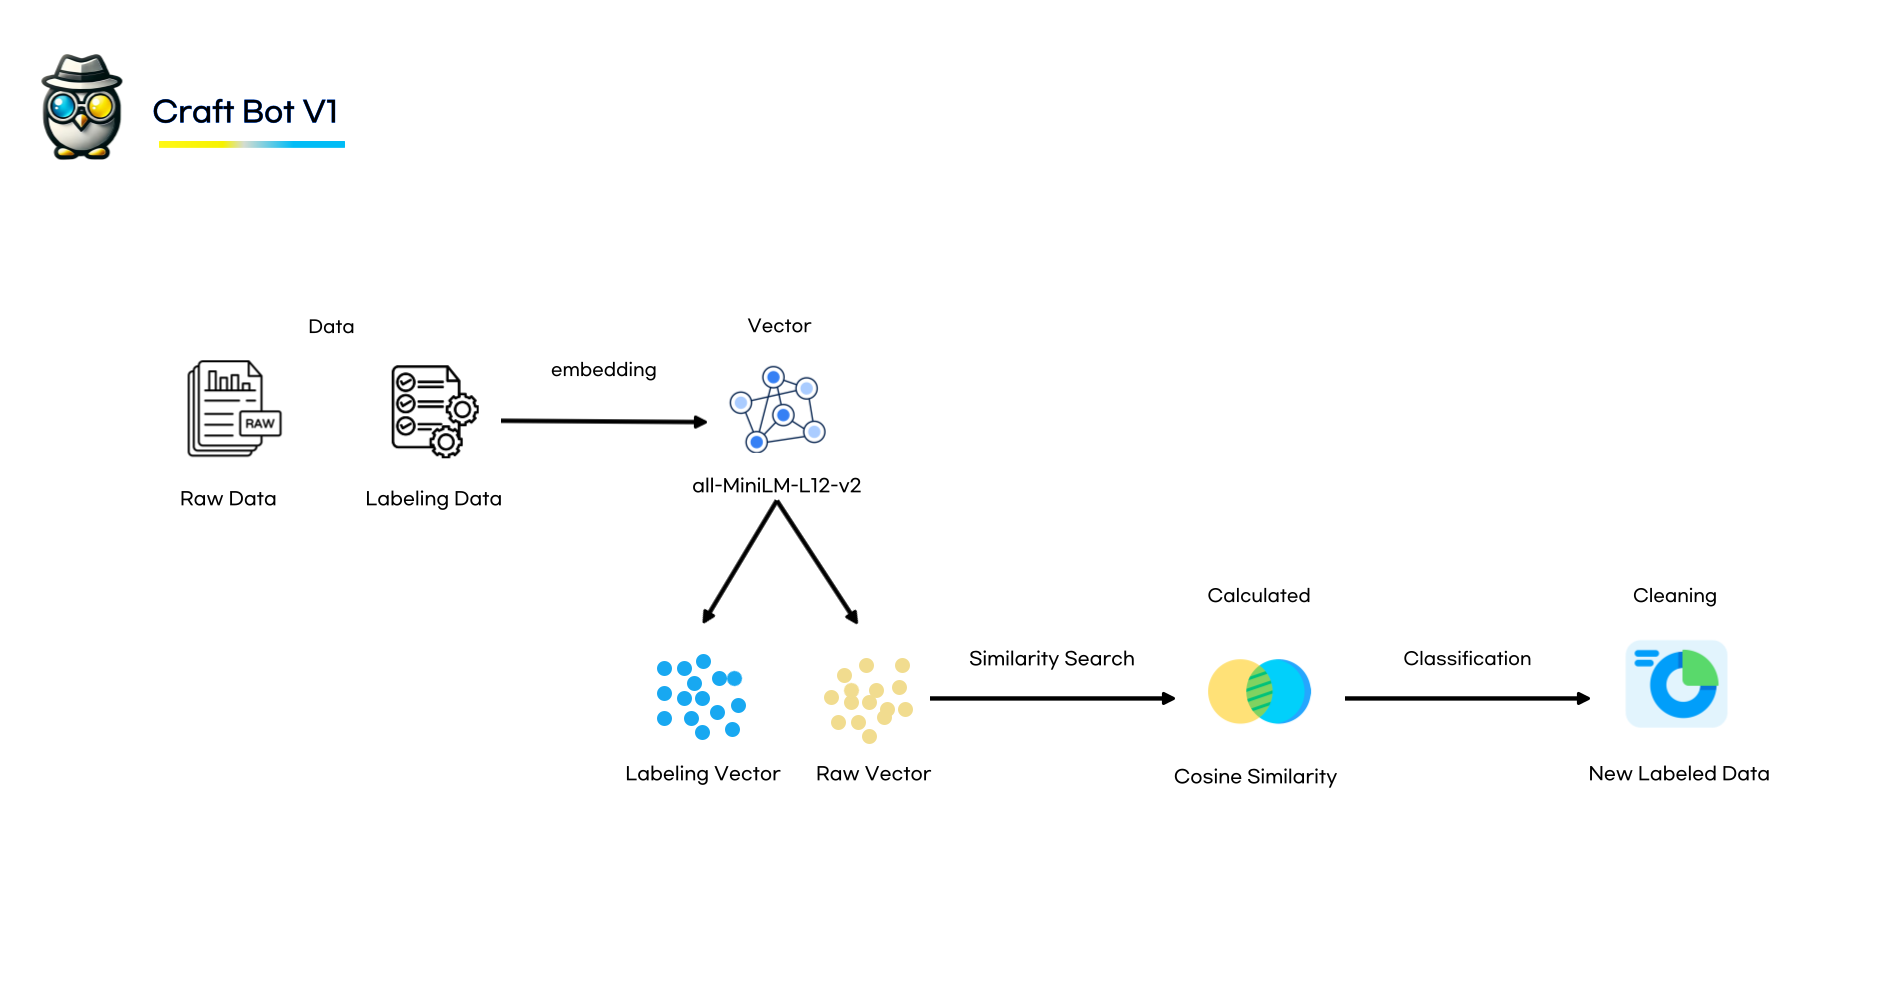 Craft Bot V1
Data
Vector
embedding
RAW
Raw Data
Labeling Data
all-MiniLM-L12-v2
Calculated
Cleaning
Similarity Search
Classification
Labeling Vector
Raw Vector
Cosine Similarity
New Labeled Data